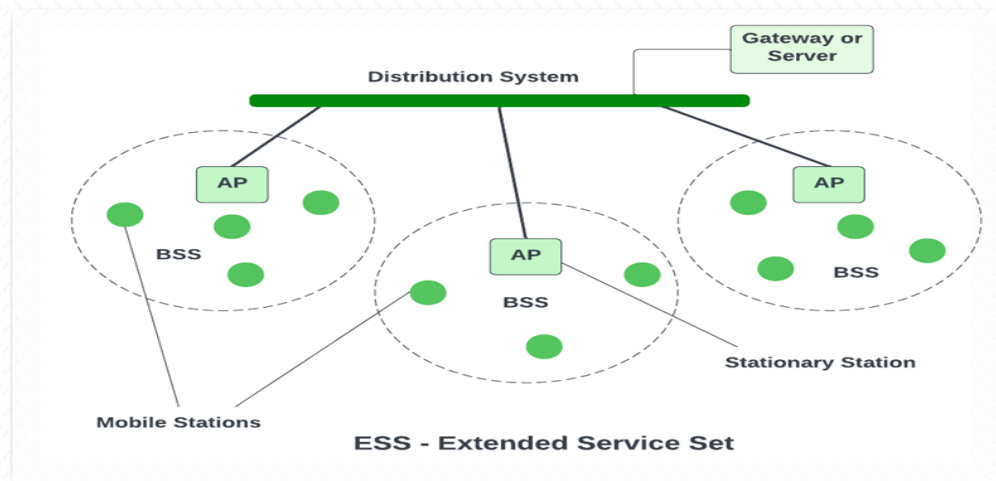 Gateway or
Server
Distribution System
AP
AP
BSS
AP
BSS
BSS
Stationary Station
Mobile Stations
ESS - Extended Service Set